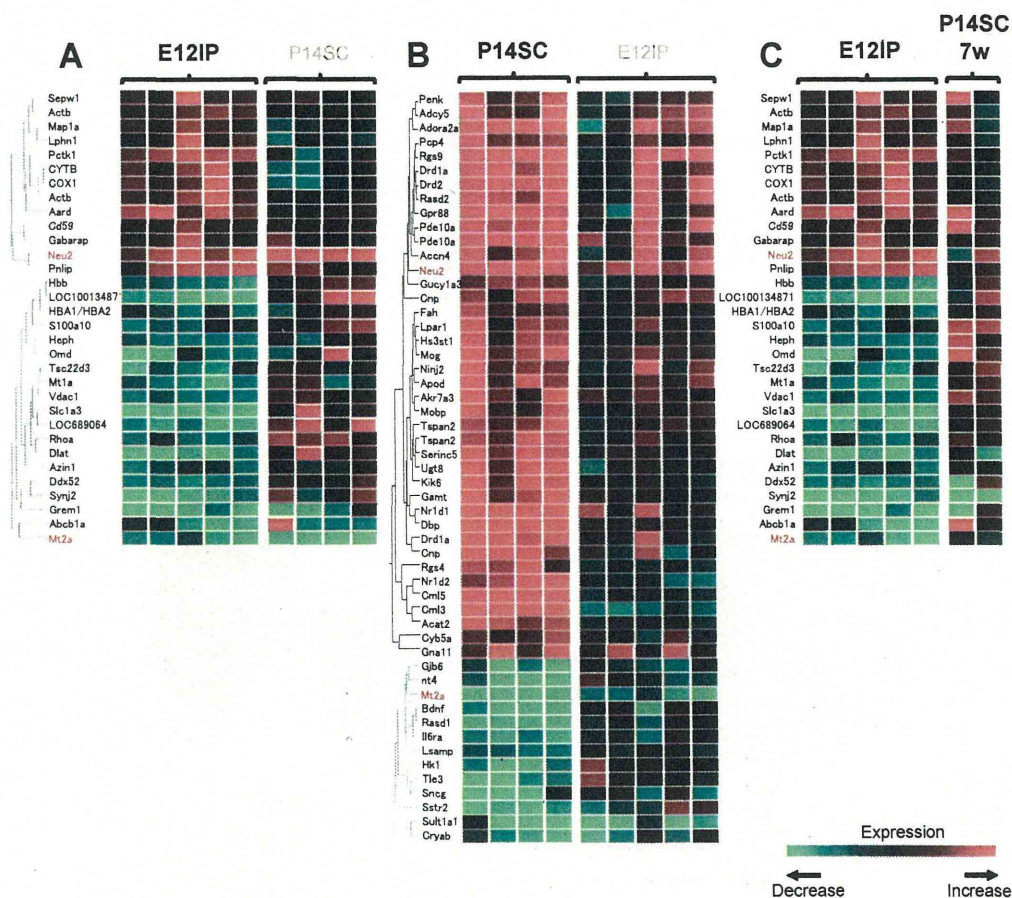 A
E12IP
P14SC
Sepw1
Actb
Map1a
Lphn1
Pctk1
CYTB
COX1
Actb
Aard
Cd59
Gabarap
Neu2
Pnlip
Hbb
LOC100134871
HBA1/HBA2
S100a10
Heph
Omd
Tsc22d3
Mt1a
Vdac1
Slc1a3
LOC689064
Rhoa
Dlat
Azin1
Ddx52
Synj2
Grem1
Abcb1a
Mt2a
B
P14SC
E12IP
Penk
Adcy5
Adora2a
Pcp4
Rgs9
Drd1a
Drd2
Rasd2
Gpr88
Pde10a
Pde10a
Accn4
Neu2
Gucy1a3
Cnp
Fah
Lpar1
Hs3st1
Mog
Ninj2
Apod
Akr7a3
Mobp
Tspan2
Tspan2
Serinc5
Ugt8
Klk6
Gamt
Nr1d1
Dbp
Drd1a
Cnp
Rgs4
Nr1d2
Cml5
Cml3
Acat2
Cyb5a
Gna11
Gjb6
nt4
Mt2a
Bdnf
Rasd1
Il6ra
Lsamp
Hk1
Tle3
Sncg
Sstr2
Sult1a1
Cryab
C
E12IP
P14SC
7w
Sepw1
Actb
Map1a
Lphn1
Pctk1
CYTB
COX1
Actb
Aard
Cd59
Gabarap
Neu2
Pnlip
Hbb
LOC100134871
HBA1/HBA2
S100a10
Heph
Omd
Tsc22d3
Mt1a
Vdac1
Slc1a3
LOC689064
Rhoa
Dlat
Azin1
Ddx52
Synj2
Grem1
Abcb1a
Mt2a
Expression
Decrease
Increase